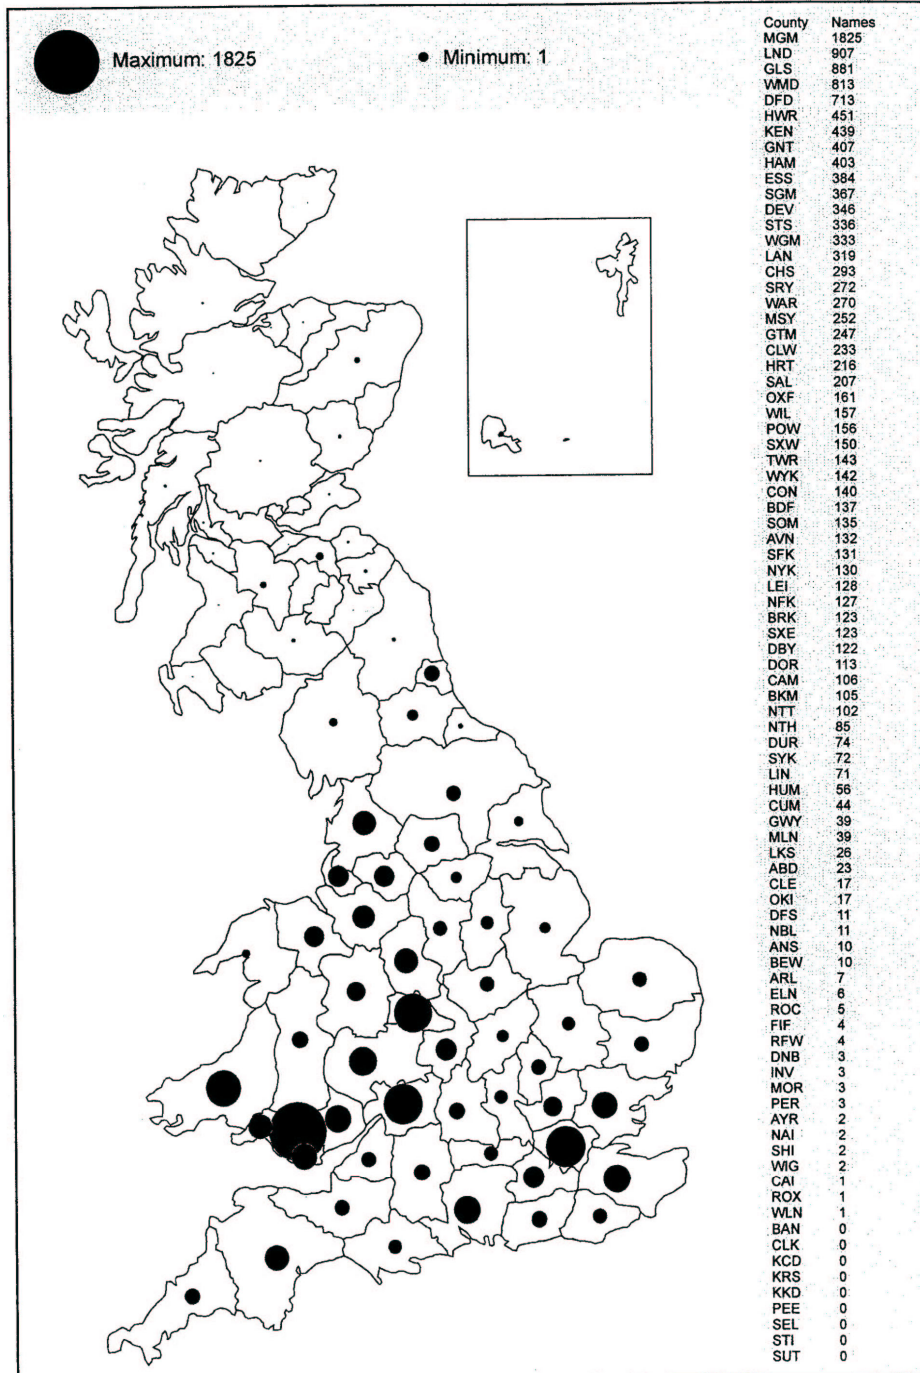 Maximum: 1825
Minimum: 1
County Names
MGM 1825
LND 907
GLS 881
WMD 813
DFD 713
HWR 451
KEN 439
GNT 407
HAM 403
ESS 384
SGM 367
DEV 346
STS 336
WGM 333
LAN 319
CHS 293
SRY 272
WAR 270
MSY 252
GTM 247
CLW 233
HRT 216
SAL 207
OXF 161
WIL 157
POW 156
SXW 150
TWR 143
WYK 142
CON 140
BDF 137
SOM 135
AVN 132
SFK 131
NYK 130
LEI 128
NFK 127
BRK 123
SXE 123
DBY 122
DOR 113
CAM 106
BKM 105
NTT 102
NTH 85
DUR 74
SYK 72
LIN 71
HUM 56
CUM 44
GWY 39
MLN 39
LKS 26
ABD 23
CLE 17
OKI 17
DFS 11
NBL 11
ANS 10
BEW 10
ARL 7
ELN 6
ROC 5
FIF 4
RFW 4
DNB 3
INV 3
MOR 3
PER 3
AYR 2
NAI 2
SHI 2
WIG 2
CAI 1
ROX 1
WLN 1
BAN 0
CLK 0
KCD 0
KRS 0
KKD 0
PEE 0
SEL 0
STI 0
SUT 0